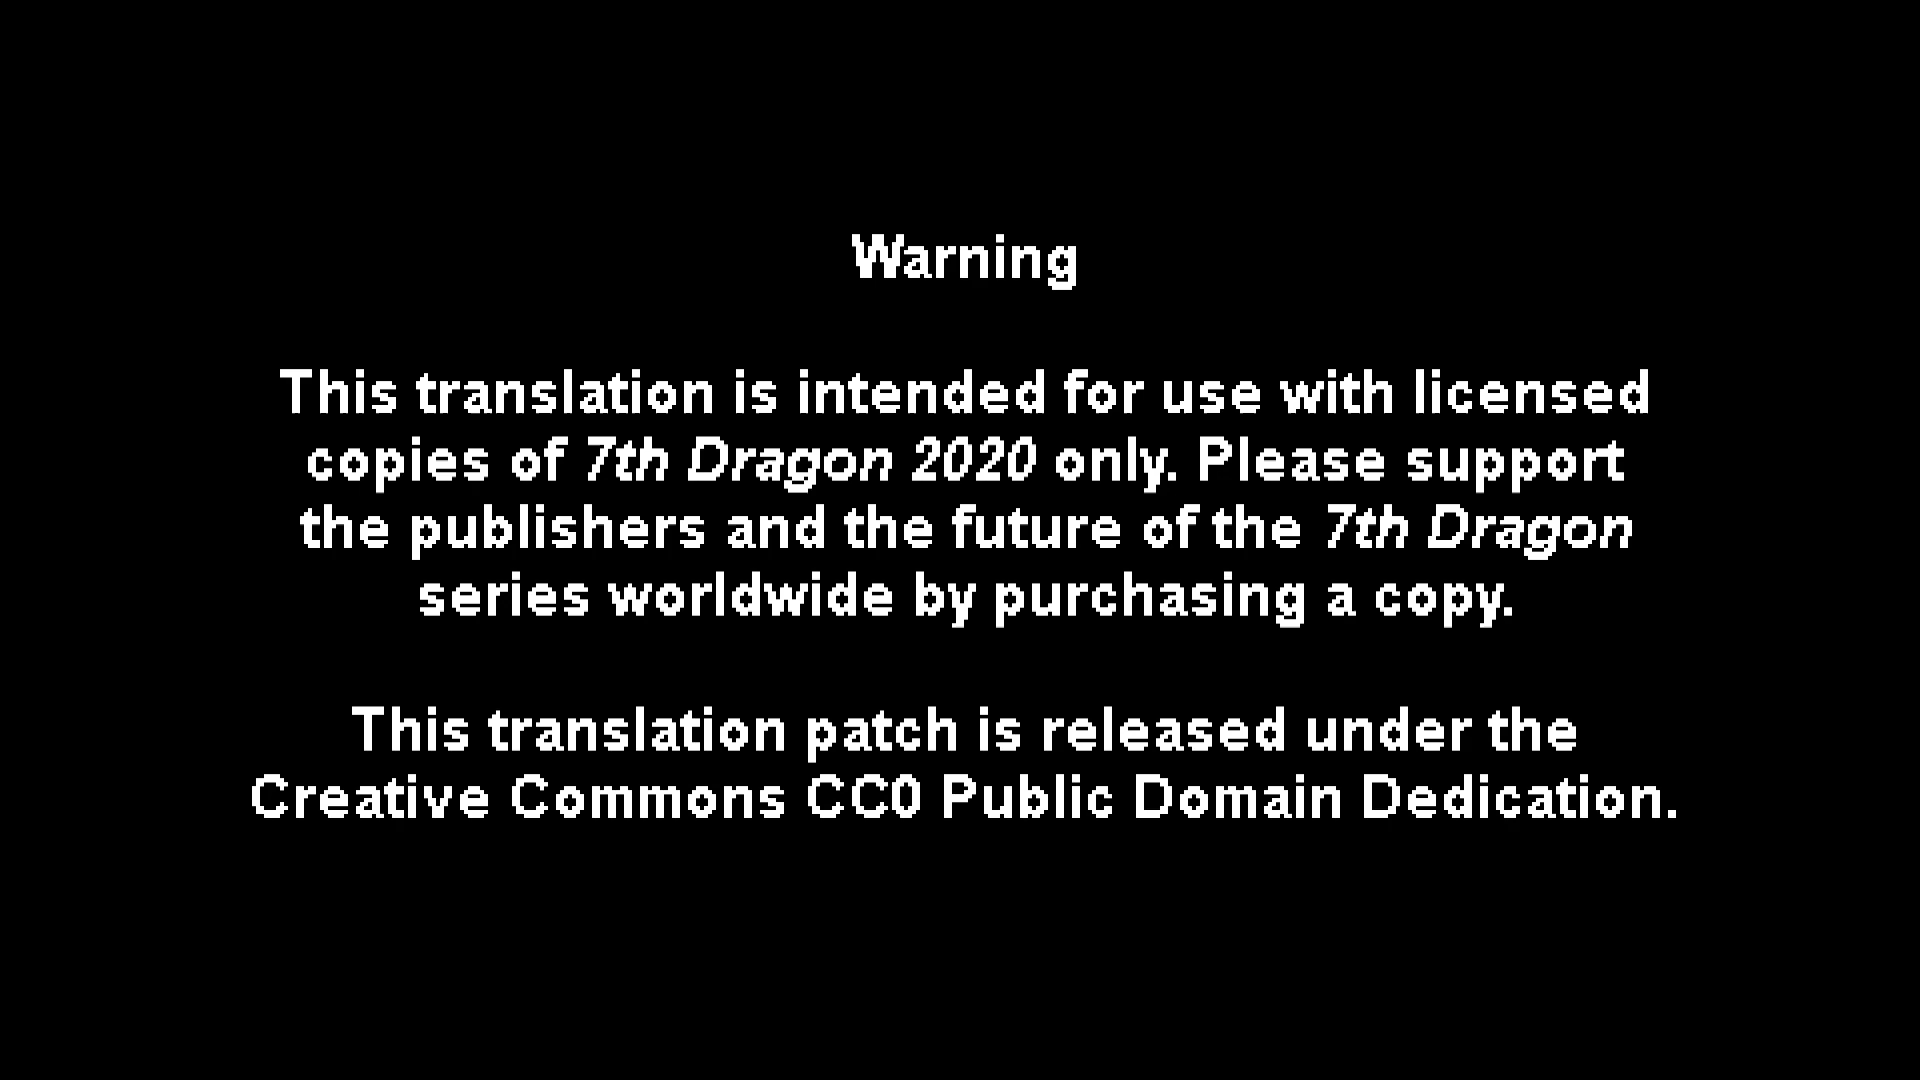 Warning
This translation is intended for use with licensed
copies of 7th Dragon 2020 only. Please support
the publishers and the future of the 7th Dragon
series worldwide by purchasing a copy.
This translation patch is released under the
Creative Commons CC0 Public Domain Dedication.